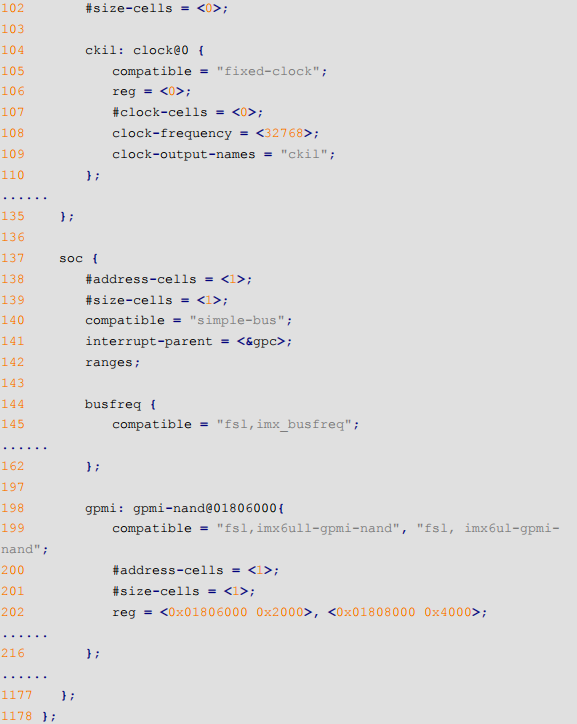 102 #size-cells = <0>;
103
104 ckil: clock@0 {
105 compatible = "fixed-clock";
106 reg = <0>;
107 #clock-cells = <0>;
108 clock-frequency = <32768>;
109 clock-output-names = "ckil";
110 };
......
135 };
136
137 soc {
138 #address-cells = <1>;
139 #size-cells = <1>;
140 compatible = "simple-bus";
141 interrupt-parent = <&gpc>;
142 ranges;
143
144 busfreq {
145 compatible = "fsl,imx_busfreq";
......
162 };
197
198 gpmi: gpmi-nand@01806000{
199 compatible = "fsl,imx6ull-gpmi-nand", "fsl, imx6ul-gpmi-
nand";
200 #address-cells = <1>;
201 #size-cells = <1>;
202 reg = <0x01806000 0x2000>, <0x01808000 0x4000>;
......
216 };
......
1177 };
1178 };